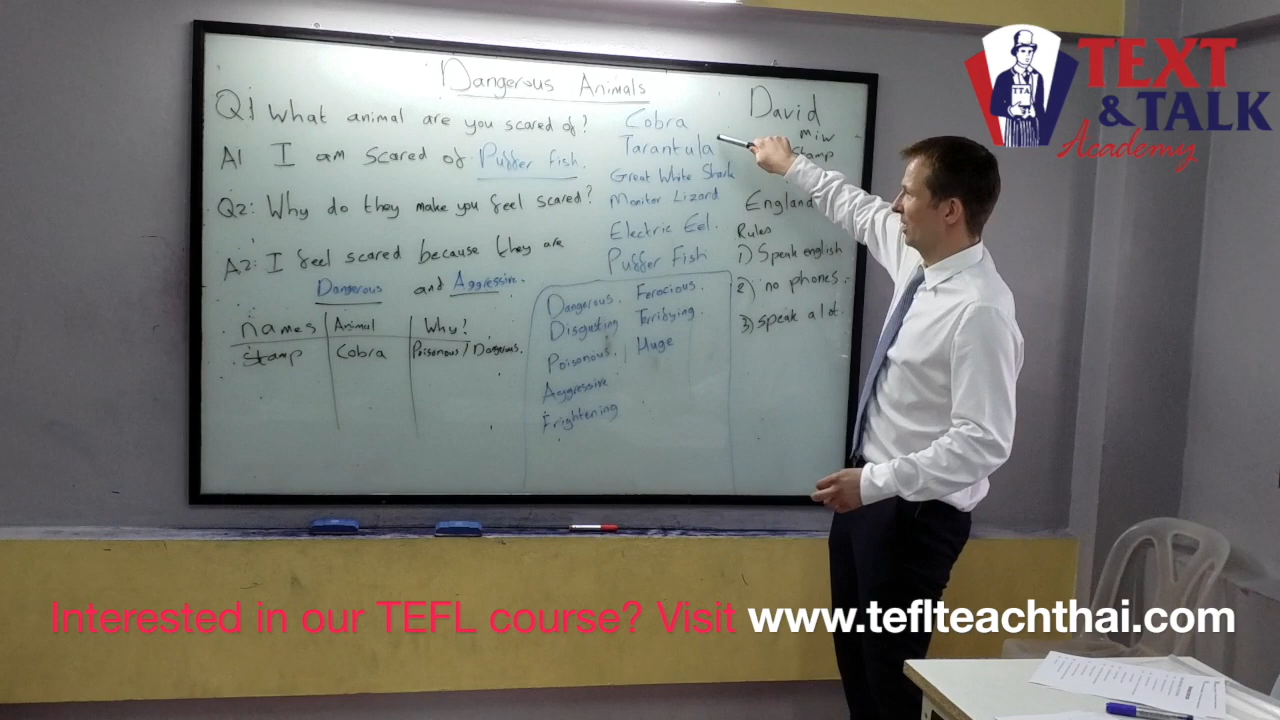 Dangerous Animals
Q1 What animal are you scared of?
A1 I am scared of Puffer fish.
Q2: Why do they make you feel scared?
A2: I feel scared because they are
Dangerous and Aggressive.
names Animal Why?
Stamp Cobra Poisonous / Dangerous.
Cobra
Tarantula
Great White Shark
Monitor Lizard
Electric Eel.
Puffer Fish
Dangerous. Ferocious.
Disgusting Terrifying.
Poisonous. Huge
Aggressive
Frightening
David
Miw
Stamp
England
Rules
1) Speak english
2) no phones.
3) speak a lot.
TEXT
& TALK
Academy
TTA
Interested in our TEFL course? Visit www.teflteachthai.com